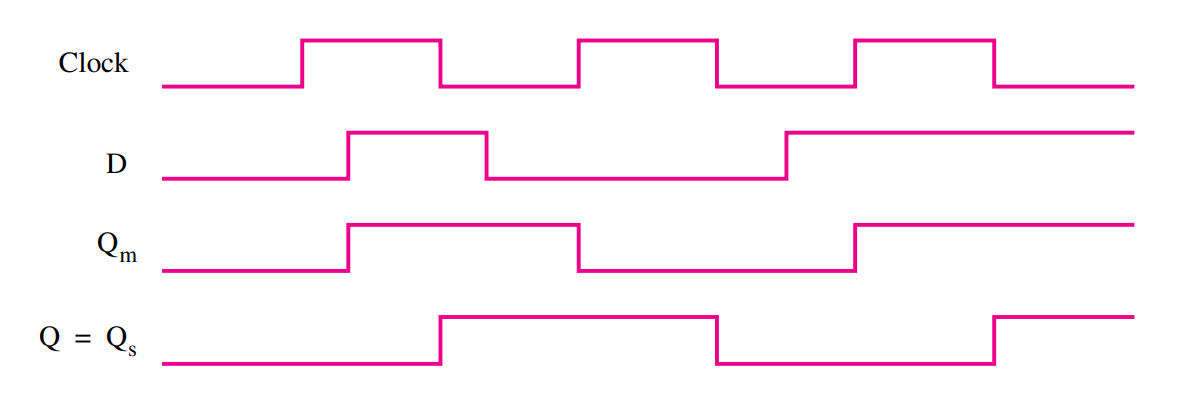 Clock
D
Qm
Q = Qs